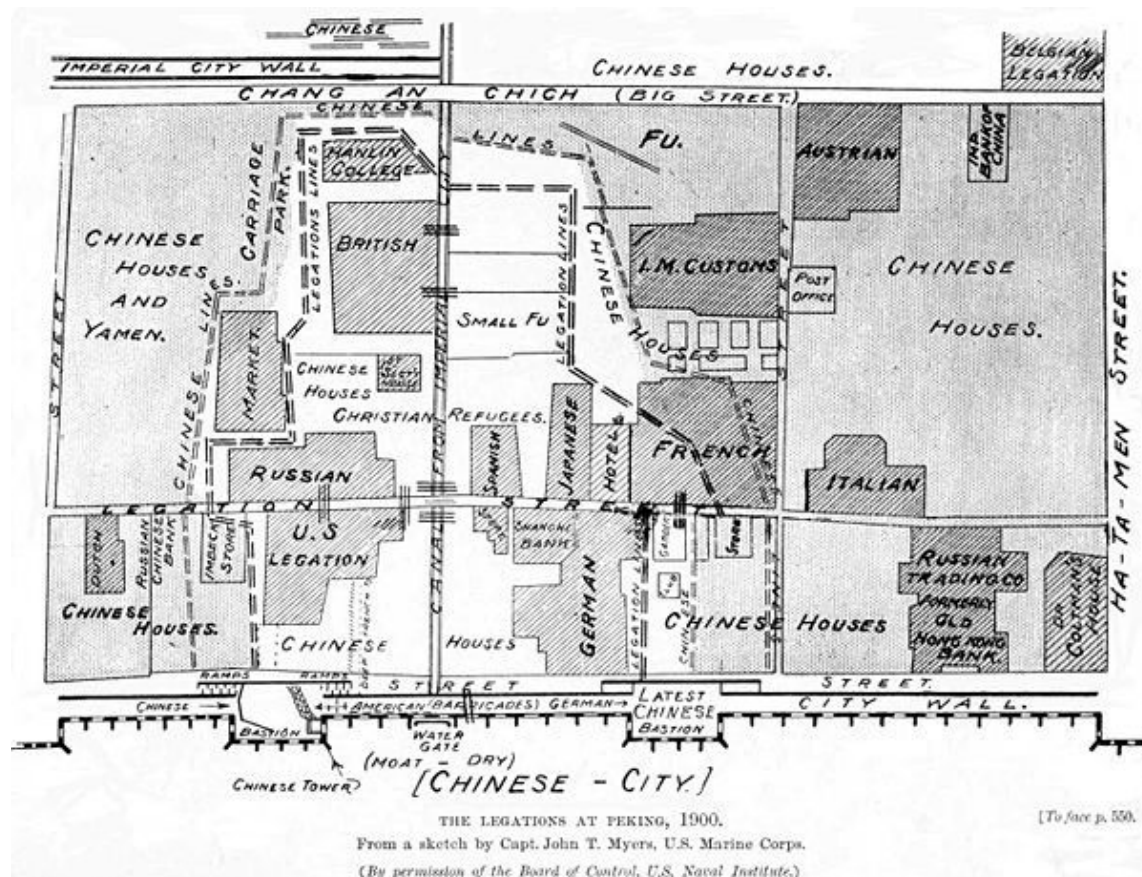 CHINESE
IMPERIAL CITY WALL
CHINESE HOUSES.
BELGIAN
LEGATION
CHANG AN CHICH (BIG STREET.)
CHINESE LINES
HANLIN
COLLEGE
CARRIAGE
PARK.
LEGATIONS LINES
FU.
AUSTRIAN
IMP.
BANK OF
CHINA
CHINESE
HOUSES
AND
YAMEN.
BRITISH
LEGATION LINES
CHINESE
HOUSES
I.M. CUSTOMS
POST
OFFICE
CHINESE
HOUSES.
STREET
CHINESE LINES.
MARKET.
SMALL FU
CHINESE
HOUSES
CHRISTIAN REFUGEES.
CANAL FROM IMPERIAL
RUSSIAN
SPANISH
JAPANESE
HOTEL
FRENCH
CHINESE
ITALIAN
HA-TA-MEN STREET.
LEGATION STREET
DUTCH
RUSSIAN
CHINESE
BANK
STORE
U.S
LEGATION
BANK
GERMAN
LEGATION LINES
STORE
CHINESE
RUSSIAN
TRADING CO.
FORMERLY
OLD
HONG KONG
BANK.
DR
COLTMAN'S
HOUSE
CHINESE
HOUSES.
CHINESE HOUSES
CHINESE HOUSES
RAMPS RAMPS
STREET
STREET.
CHINESE
AMERICAN (BARRICADES) GERMAN
LATEST
CHINESE
BASTION
CITY WALL.
BASTION
WATER
GATE
(MOAT - DRY)
CHINESE TOWER
[CHINESE - CITY.]
THE LEGATIONS AT PEKING, 1900.
[To face p. 550.
From a sketch by Capt. John T. Myers, U.S. Marine Corps.
(By permission of the Board of Control, U.S. Naval Institute.)